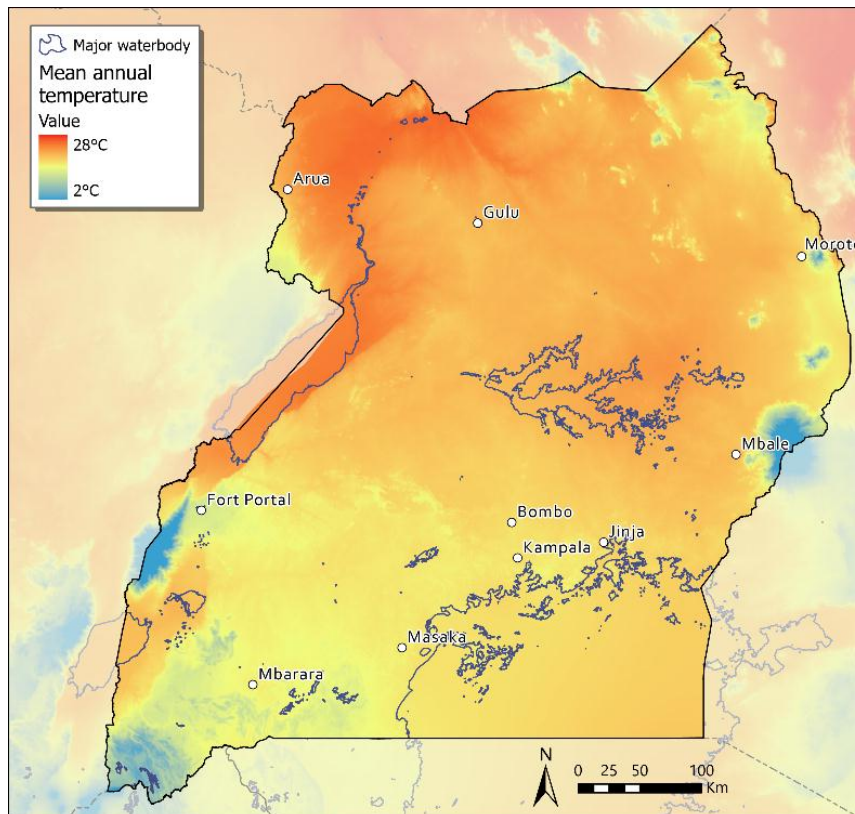 Major waterbody
Mean annual
temperature
Value
28°C
2°C
Arua
Gulu
Moroto
Mbale
Fort Portal
Bombo
Jinja
Kampala
Masaka
Mbarara
N
0 25 50 100
Km